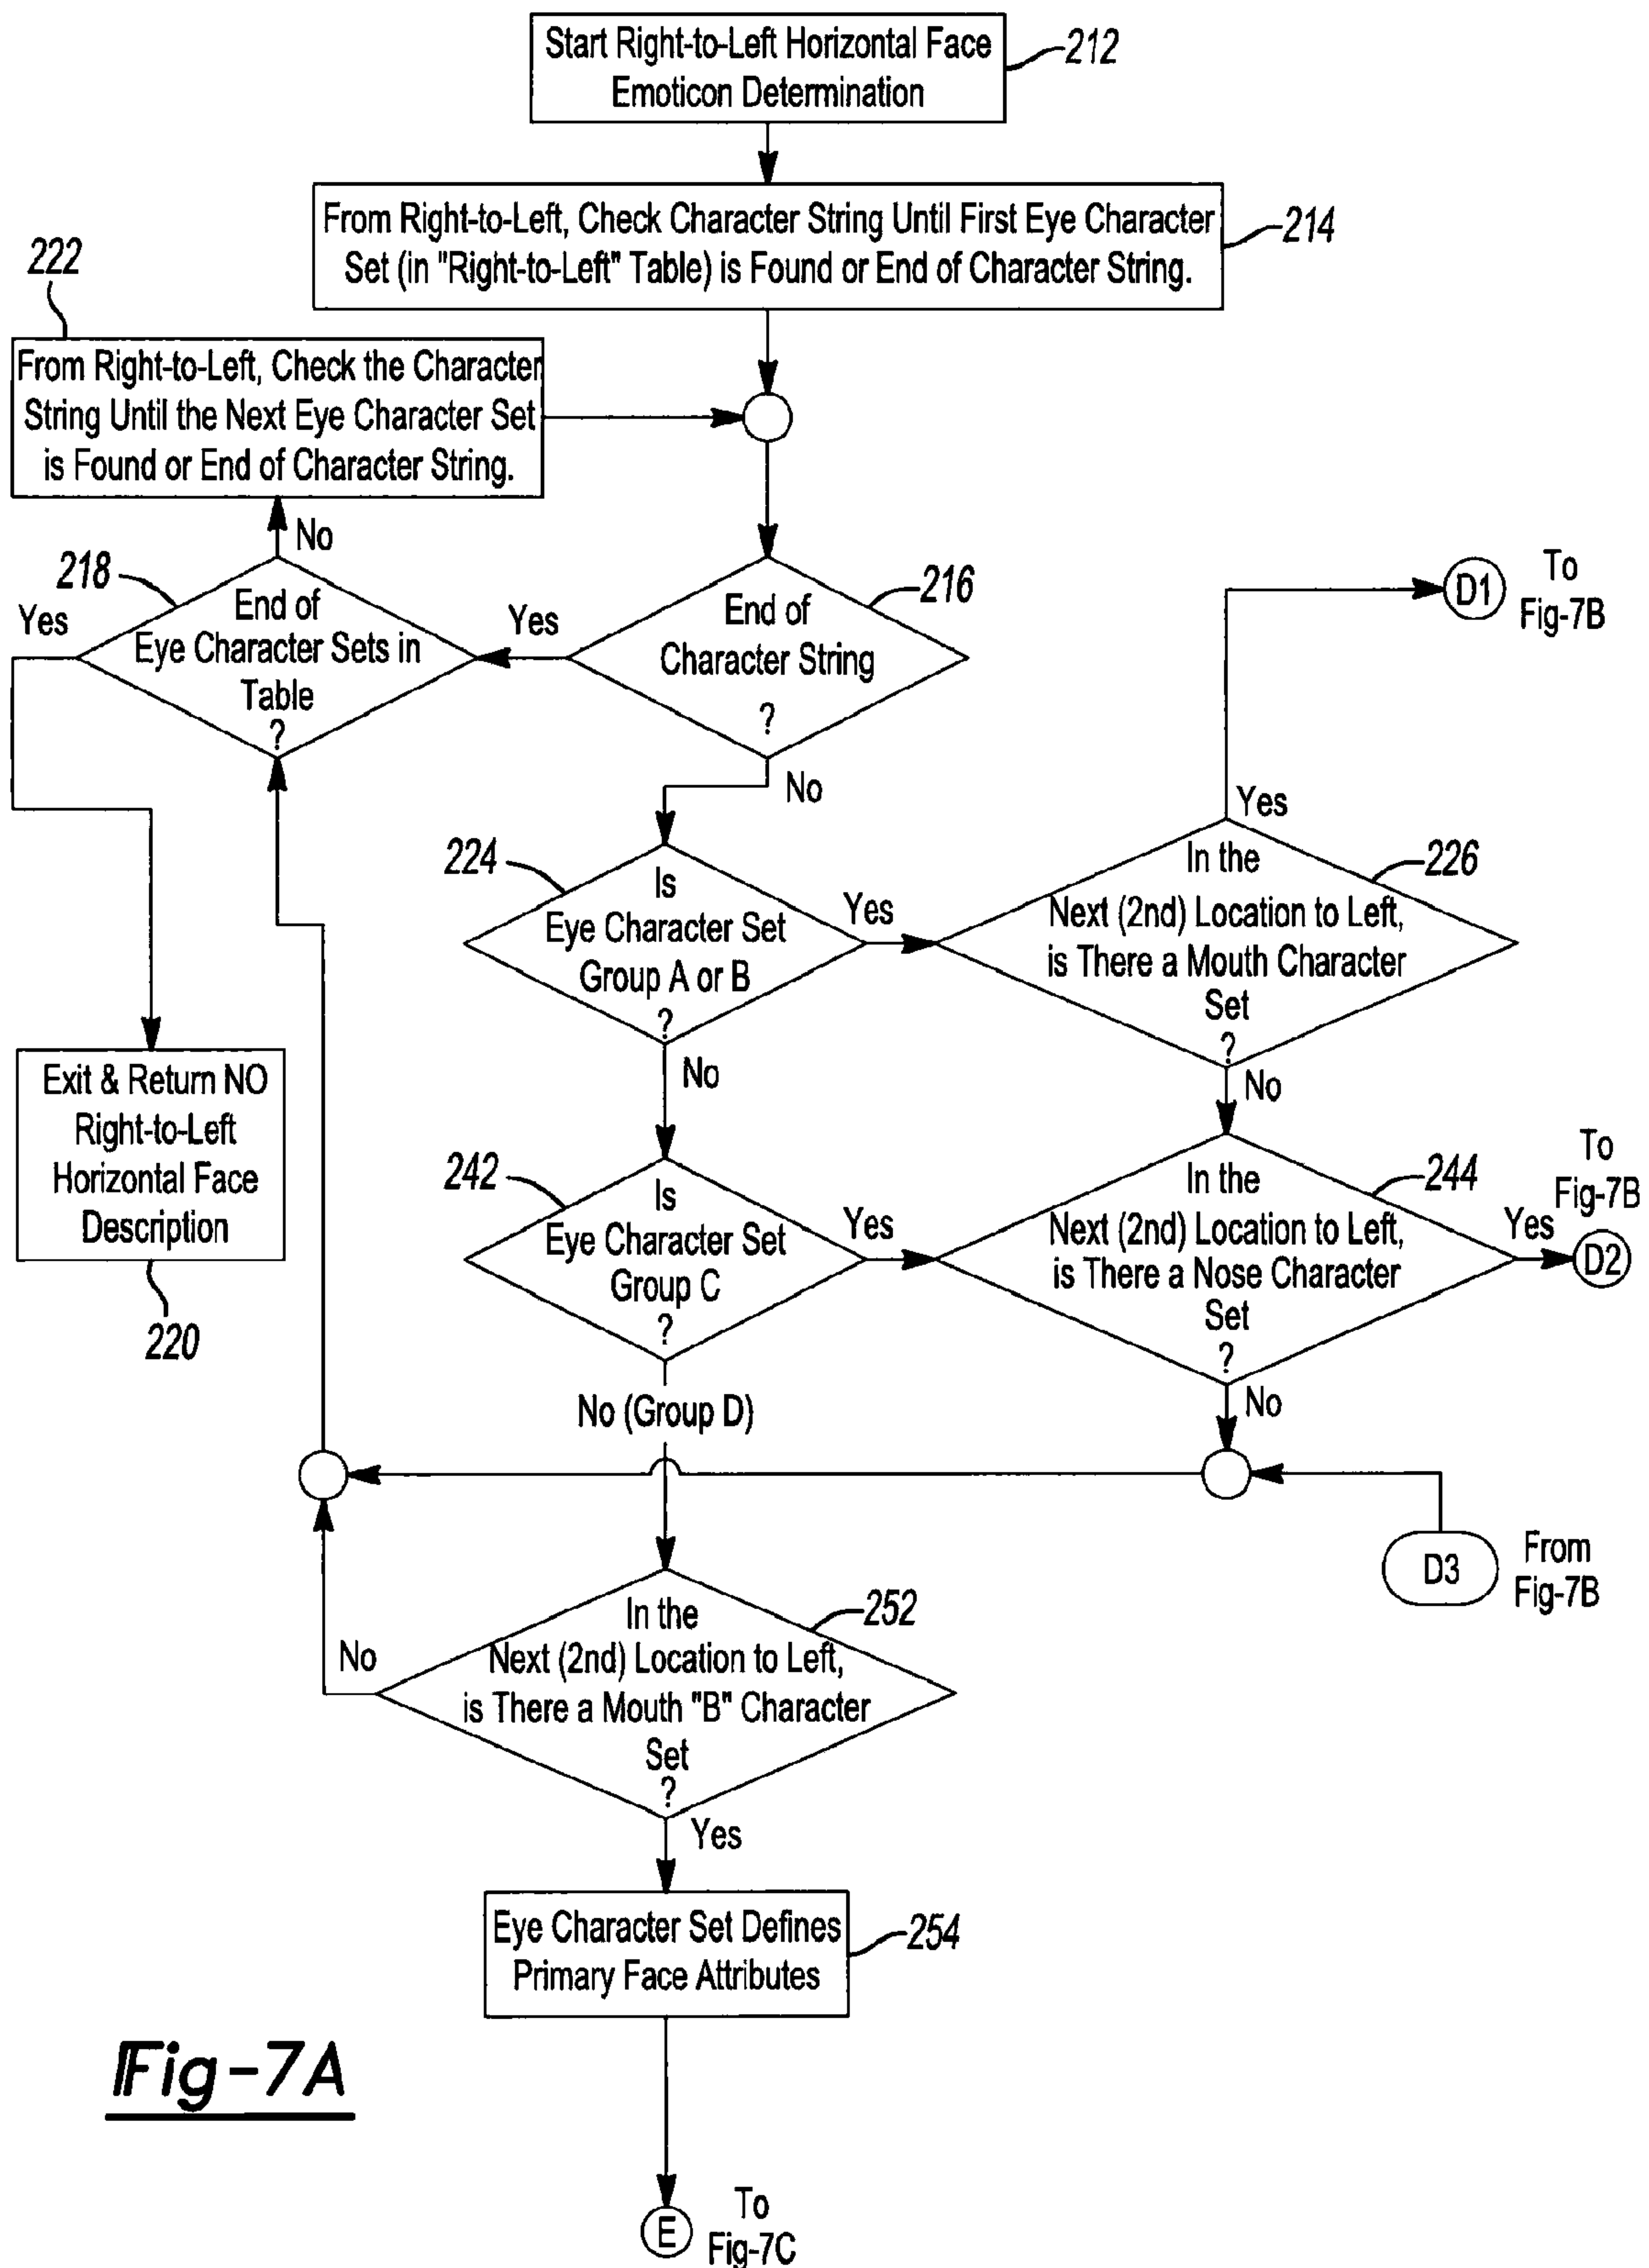 Start Right-to-Left Horizontal Face
Emoticon Determination
212
From Right-to-Left, Check Character String Until First Eye Character
Set (in "Right-to-Left" Table) is Found or End of Character String.
214
222
From Right-to-Left, Check the Character
String Until the Next Eye Character Set
is Found or End of Character String.
No
218
Yes
End of
Eye Character Sets in
Table
?
Yes
216
End of
Character String
?
No
D1
To
Fig-7B
224
Is
Eye Character Set
Group A or B
?
Yes
No
Yes
226
In the
Next (2nd) Location to Left,
is There a Mouth Character
Set
?
No
Exit & Return NO
Right-to-Left
Horizontal Face
Description
220
242
Is
Eye Character Set
Group C
?
Yes
No (Group D)
244
In the
Next (2nd) Location to Left,
is There a Nose Character
Set
?
Yes
To
Fig-7B
D2
No
D3
From
Fig-7B
252
In the
Next (2nd) Location to Left,
is There a Mouth "B" Character
Set
?
No
Yes
Eye Character Set Defines
Primary Face Attributes
254
Fig-7A
E
To
Fig-7C